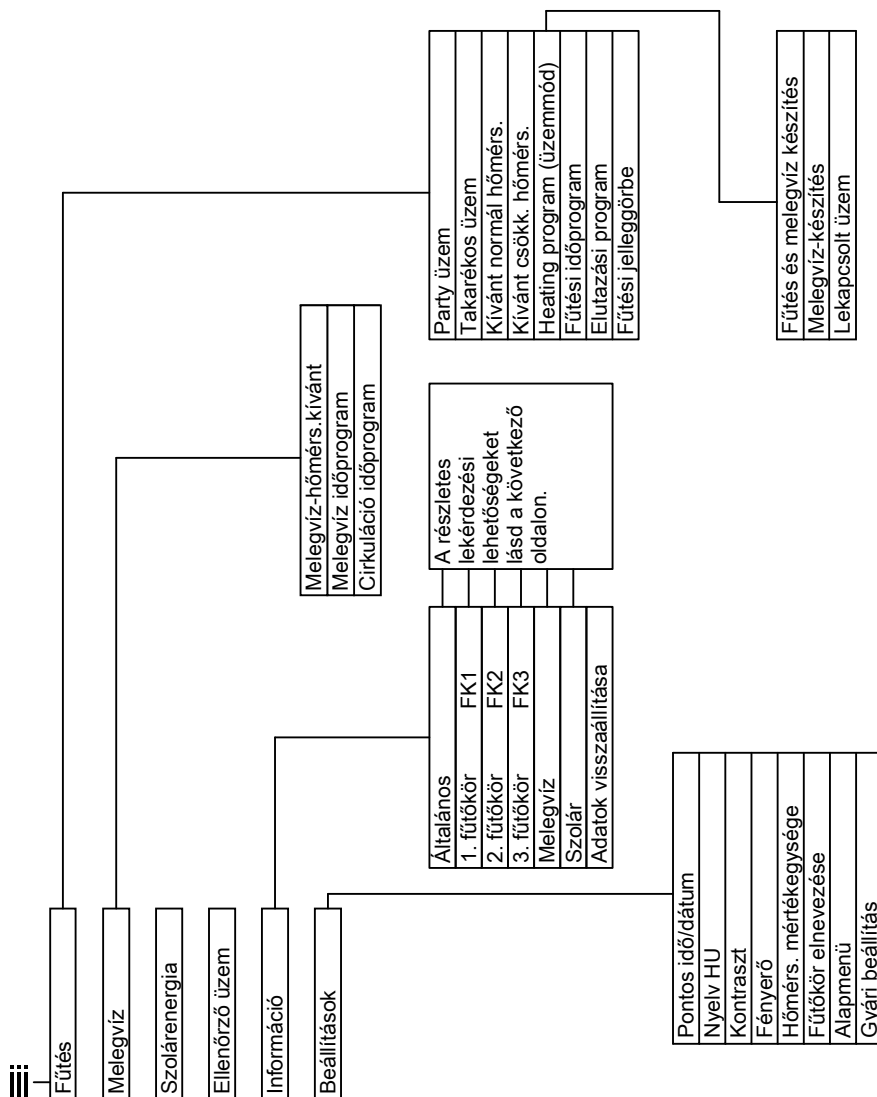 Fűtés
Melegvíz
Szolárenergia
Ellenőrző üzem
Információ
Beállítások
Party üzem
Takarékos üzem
Kívánt normál hőmérs.
Kívánt csökk. hőmérs.
Heating program (üzemmód)
Fűtési időprogram
Elutazási program
Fűtési jelleggörbe
Fűtés és melegvíz készítés
Melegvíz-készítés
Lekapcsolt üzem
Melegvíz-hőmérs.kívánt
Melegvíz időprogram
Cirkuláció időprogram
Általános
1. fűtőkör FK1
2. fűtőkör FK2
3. fűtőkör FK3
Melegvíz
Szolár
Adatok visszaállítása
A részletes
lekérdezési
lehetőségeket
lásd a következő
oldalon.
Pontos idő/dátum
Nyelv HU
Kontraszt
Fényerő
Hőmérs. mértékegysége
Fűtőkör elnevezése
Alapmenü
Gyári beállítás